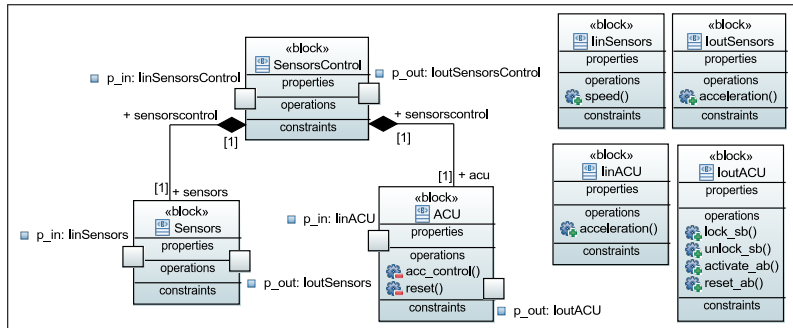 «block»
SensorsControl
properties
operations
constraints
p_in: IinSensorsControl
p_out: IoutSensorsControl
+ sensorscontrol
[1]
+ sensorscontrol
[1]
[1]
+ sensors
[1]
+ acu
«block»
Sensors
properties
operations
constraints
p_in: IinSensors
p_out: IoutSensors
«block»
ACU
properties
operations
acc_control()
reset()
constraints
p_in: IinACU
p_out: IoutACU
«block»
IinSensors
properties
operations
speed()
constraints
«block»
IoutSensors
properties
operations
acceleration()
constraints
«block»
IinACU
properties
operations
acceleration()
constraints
«block»
IoutACU
properties
operations
lock_sb()
unlock_sb()
activate_ab()
reset_ab()
constraints